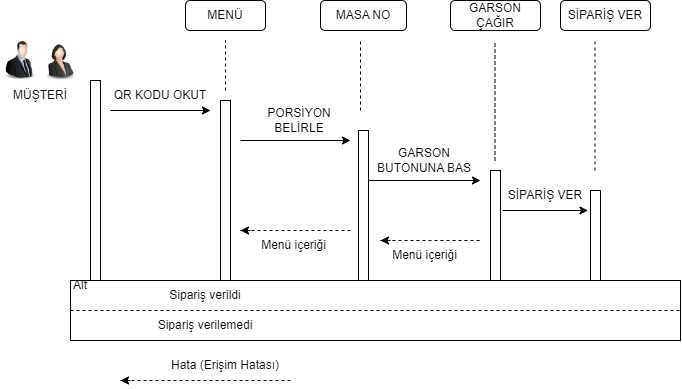 MENÜ
MASA NO
GARSON
ÇAĞIR
SİPARİŞ VER
MÜŞTERİ
QR KODU OKUT
PORSİYON
BELİRLE
GARSON
BUTONUNA BAS
SİPARİŞ VER
Menü içeriği
Menü içeriği
Alt
Sipariş verildi
Sipariş verilemedi
Hata (Erişim Hatası)